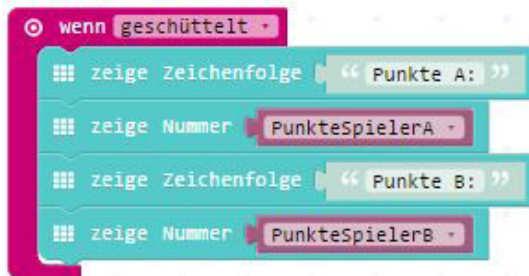 wenn geschüttelt
zeige Zeichenfolge “ Punkte A: ”
zeige Nummer PunkteSpielerA
zeige Zeichenfolge “ Punkte B: ”
zeige Nummer PunkteSpielerB